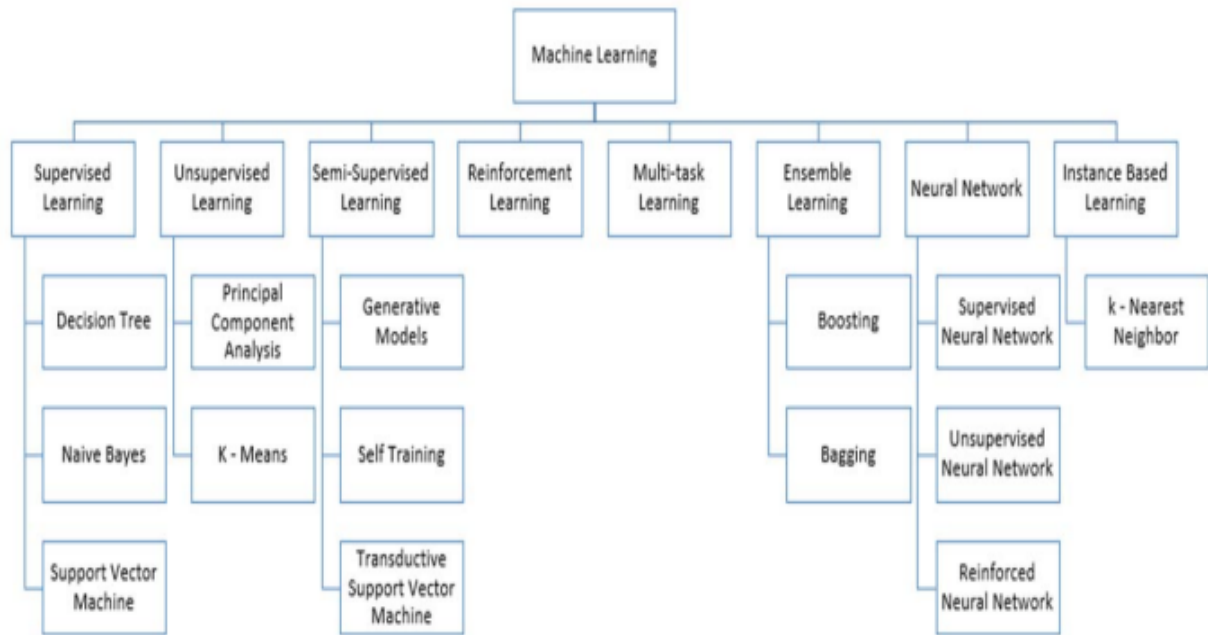 Machine Learning
Supervised
Learning
Unsupervised
Learning
Semi-Supervised
Learning
Reinforcement
Learning
Multi-task
Learning
Ensemble
Learning
Neural Network
Instance Based
Learning
Decision Tree
Principal
Component
Analysis
Generative
Models
Boosting
Supervised
Neural Network
k - Nearest
Neighbor
Naive Bayes
K - Means
Self Training
Bagging
Unsupervised
Neural Network
Support Vector
Machine
Transductive
Support Vector
Machine
Reinforced
Neural Network